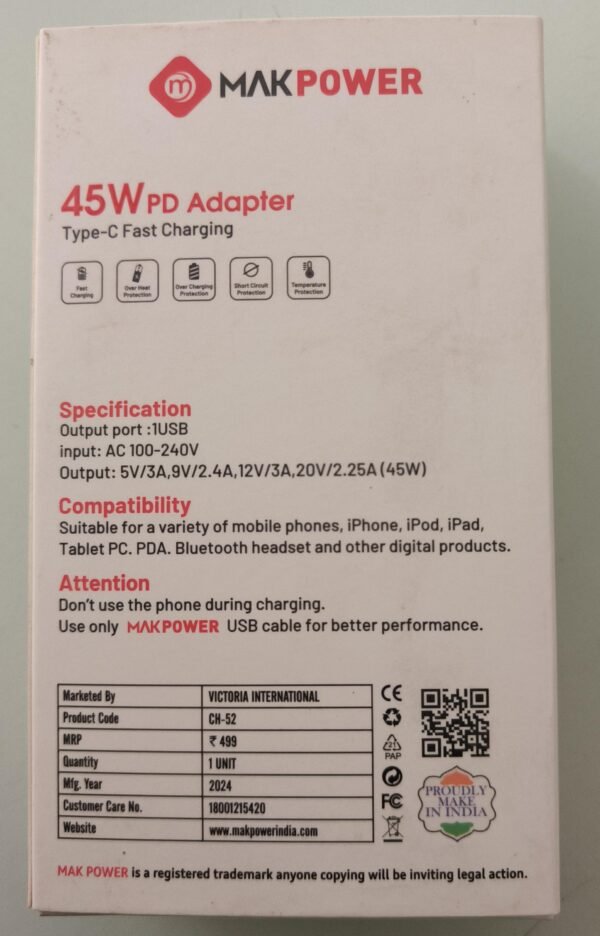 MAKPOWER
45W PD Adapter
Type-C Fast Charging
Fast Charging
Over Heat Protection
Over Charging Protection
Short Circuit Protection
Temperature Protection
Specification
Output port :1USB
input: AC 100-240V
Output: 5V/3A,9V/2.4A,12V/3A,20V/2.25A (45W)
Compatibility
Suitable for a variety of mobile phones, iPhone, iPod, iPad,
Tablet PC. PDA. Bluetooth headset and other digital products.
Attention
Don't use the phone during charging.
Use only MAKPOWER USB cable for better performance.
Marketed By VICTORIA INTERNATIONAL
Product Code CH-52
MRP ₹ 499
Quantity 1 UNIT
Mfg. Year 2024
Customer Care No. 18001215420
Website www.makpowerindia.com
CE
21
PAP
FC
PROUDLY
MAKE
IN INDIA
MAK POWER is a registered trademark anyone copying will be inviting legal action.